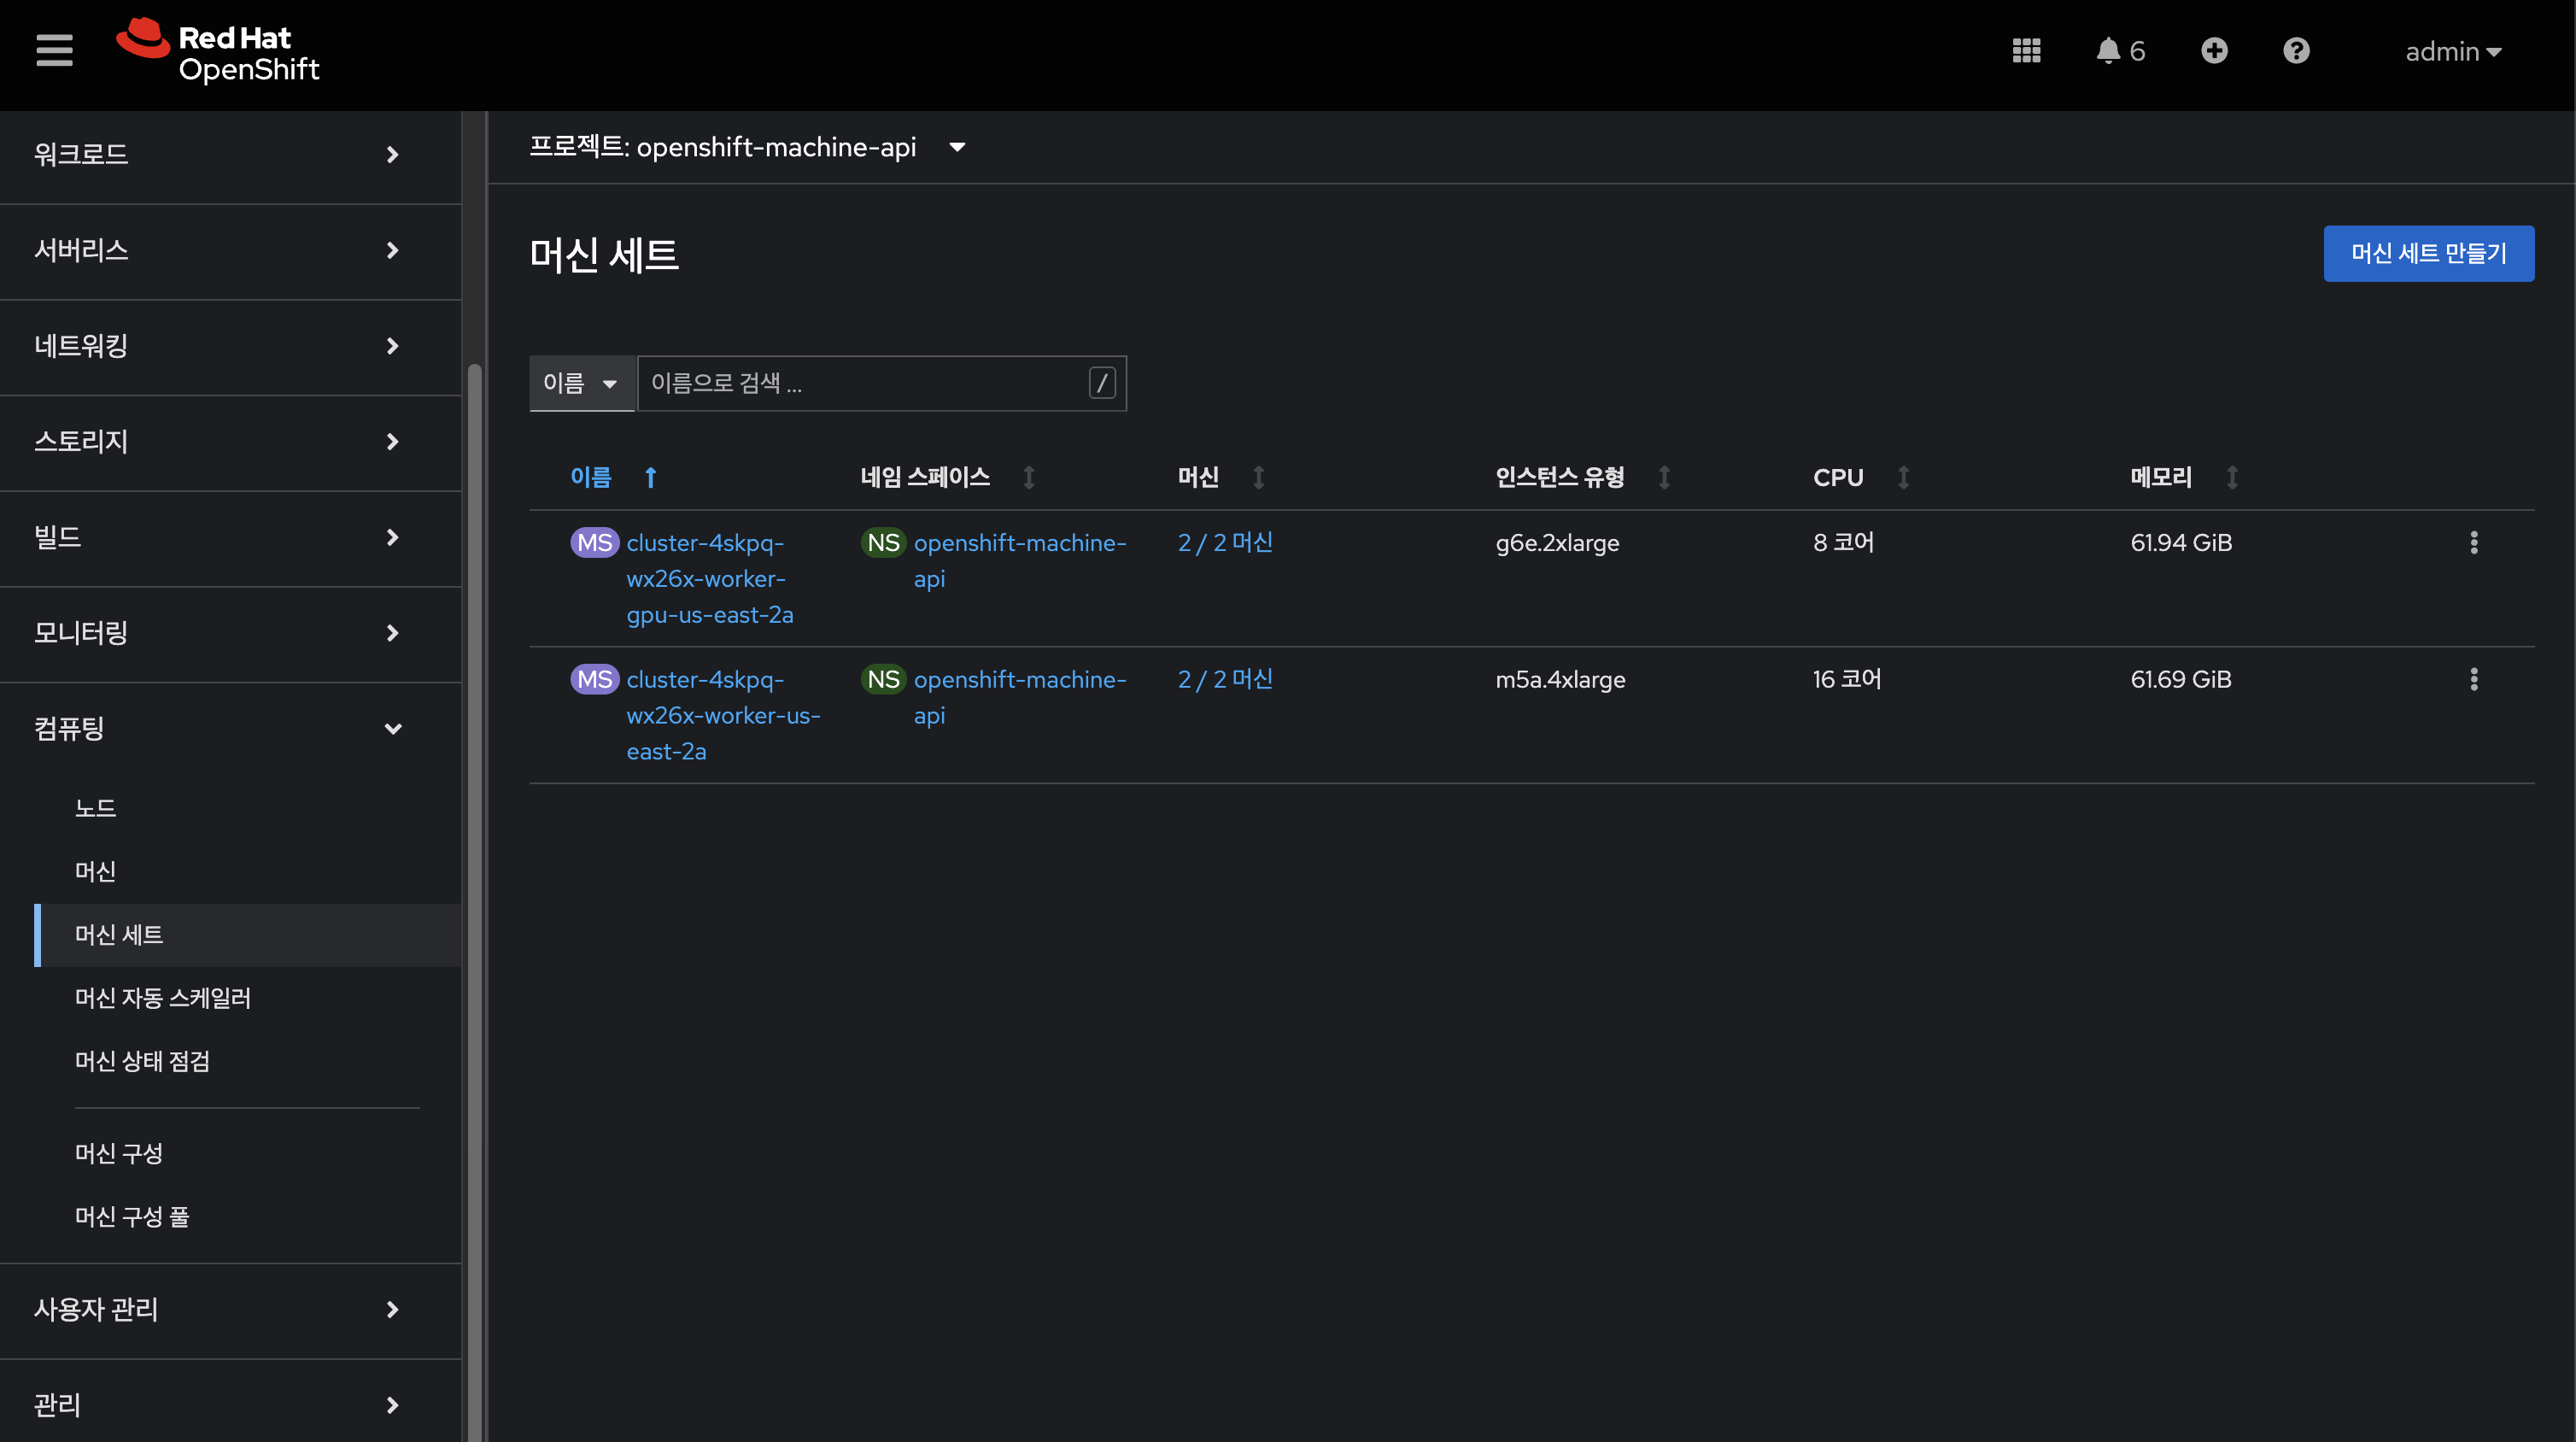 Red Hat
OpenShift
6
admin
워크로드
서버리스
네트워킹
스토리지
빌드
모니터링
컴퓨팅
노드
머신
머신 세트
머신 자동 스케일러
머신 상태 점검
머신 구성
머신 구성 풀
사용자 관리
관리
프로젝트: openshift-machine-api
머신 세트
머신 세트 만들기
이름
이름으로 검색 ...
/
이름 네임 스페이스 머신 인스턴스 유형 CPU 메모리
MS cluster-4skpq- NS openshift-machine- 2 / 2 머신 g6e.2xlarge 8 코어 61.94 GiB
wx26x-worker- api
gpu-us-east-2a
MS cluster-4skpq- NS openshift-machine- 2 / 2 머신 m5a.4xlarge 16 코어 61.69 GiB
wx26x-worker-us- api
east-2a